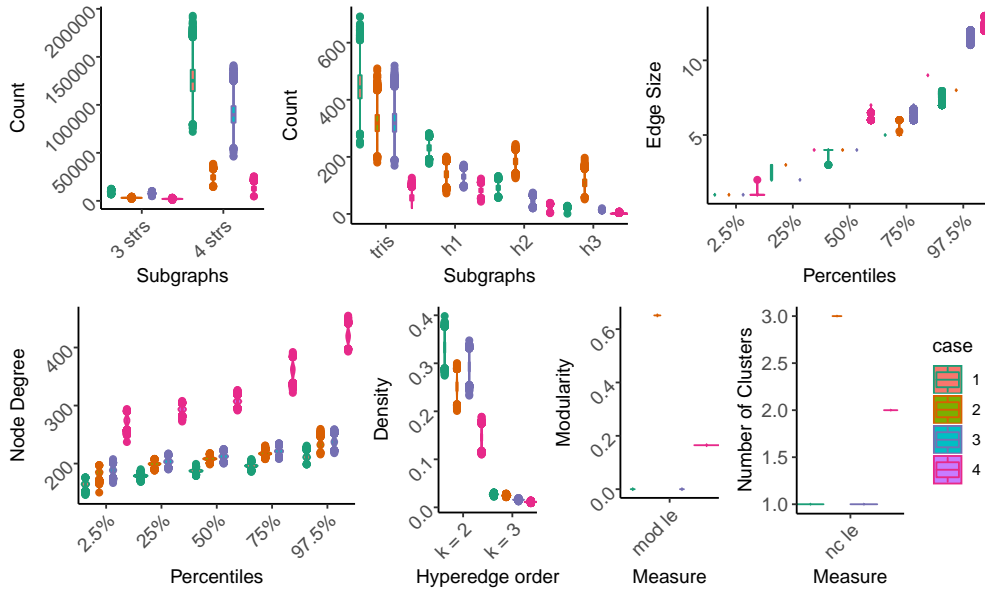 Count
200000
150000
100000
50000
0
3 strs
4 strs
Subgraphs
Count
600
400
200
0
tris
h1
h2
h3
Subgraphs
Edge Size
10
5
2.5%
25%
50%
75%
97.5%
Percentiles
Node Degree
400
300
200
2.5%
25%
50%
75%
97.5%
Percentiles
Density
0.4
0.3
0.2
0.1
0.0
k = 2
k = 3
Hyperedge order
Modularity
0.6
0.4
0.2
0.0
mod le
Measure
Number of Clusters
3.0
2.5
2.0
1.5
1.0
nc le
Measure
case
1
2
3
4